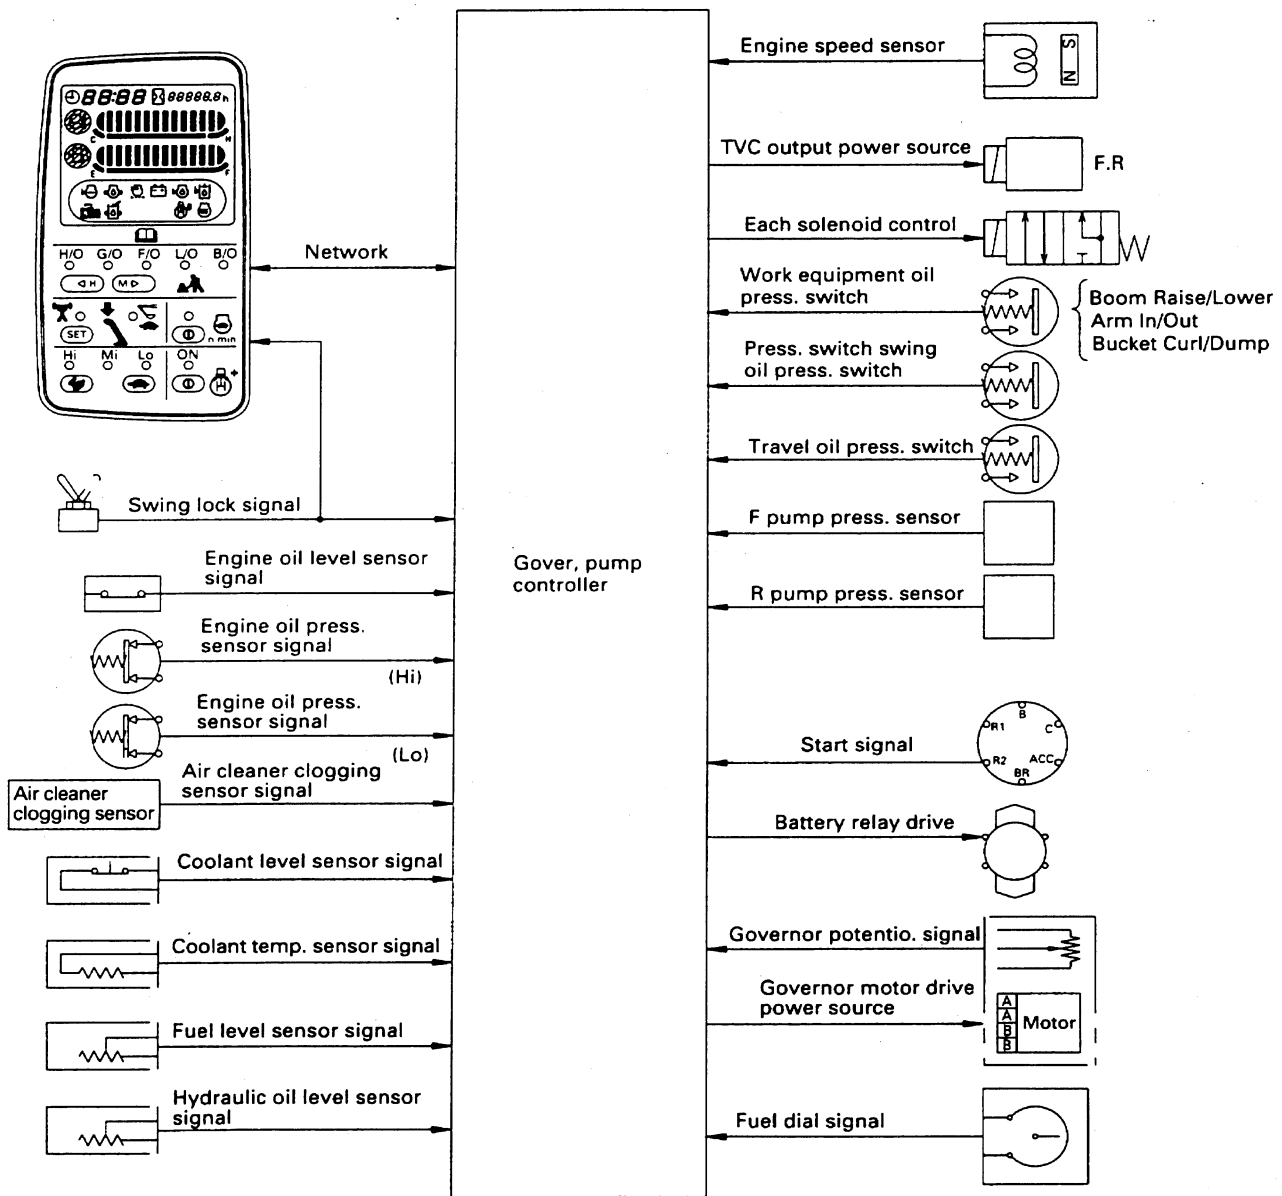 88:88 88888.8h
C H
E F
H/O G/O F/O L/O B/O
H M
SET
n min
Hi Mi Lo ON
Network
Swing lock signal
Engine oil level sensor
signal
Engine oil press.
sensor signal
(Hi)
Engine oil press.
sensor signal
(Lo)
Air cleaner
clogging sensor
Air cleaner clogging
sensor signal
Coolant level sensor signal
Coolant temp. sensor signal
Fuel level sensor signal
Hydraulic oil level sensor
signal
Gover, pump
controller
Engine speed sensor
N S
TVC output power source
F.R
Each solenoid control
Work equipment oil
press. switch
Boom Raise/Lower
Arm In/Out
Bucket Curl/Dump
Press. switch swing
oil press. switch
Travel oil press. switch
F pump press. sensor
R pump press. sensor
Start signal
B
R1 C
R2 ACC
BR
Battery relay drive
Governor potentio. signal
Governor motor drive
power source
A
A
B
B
Motor
Fuel dial signal